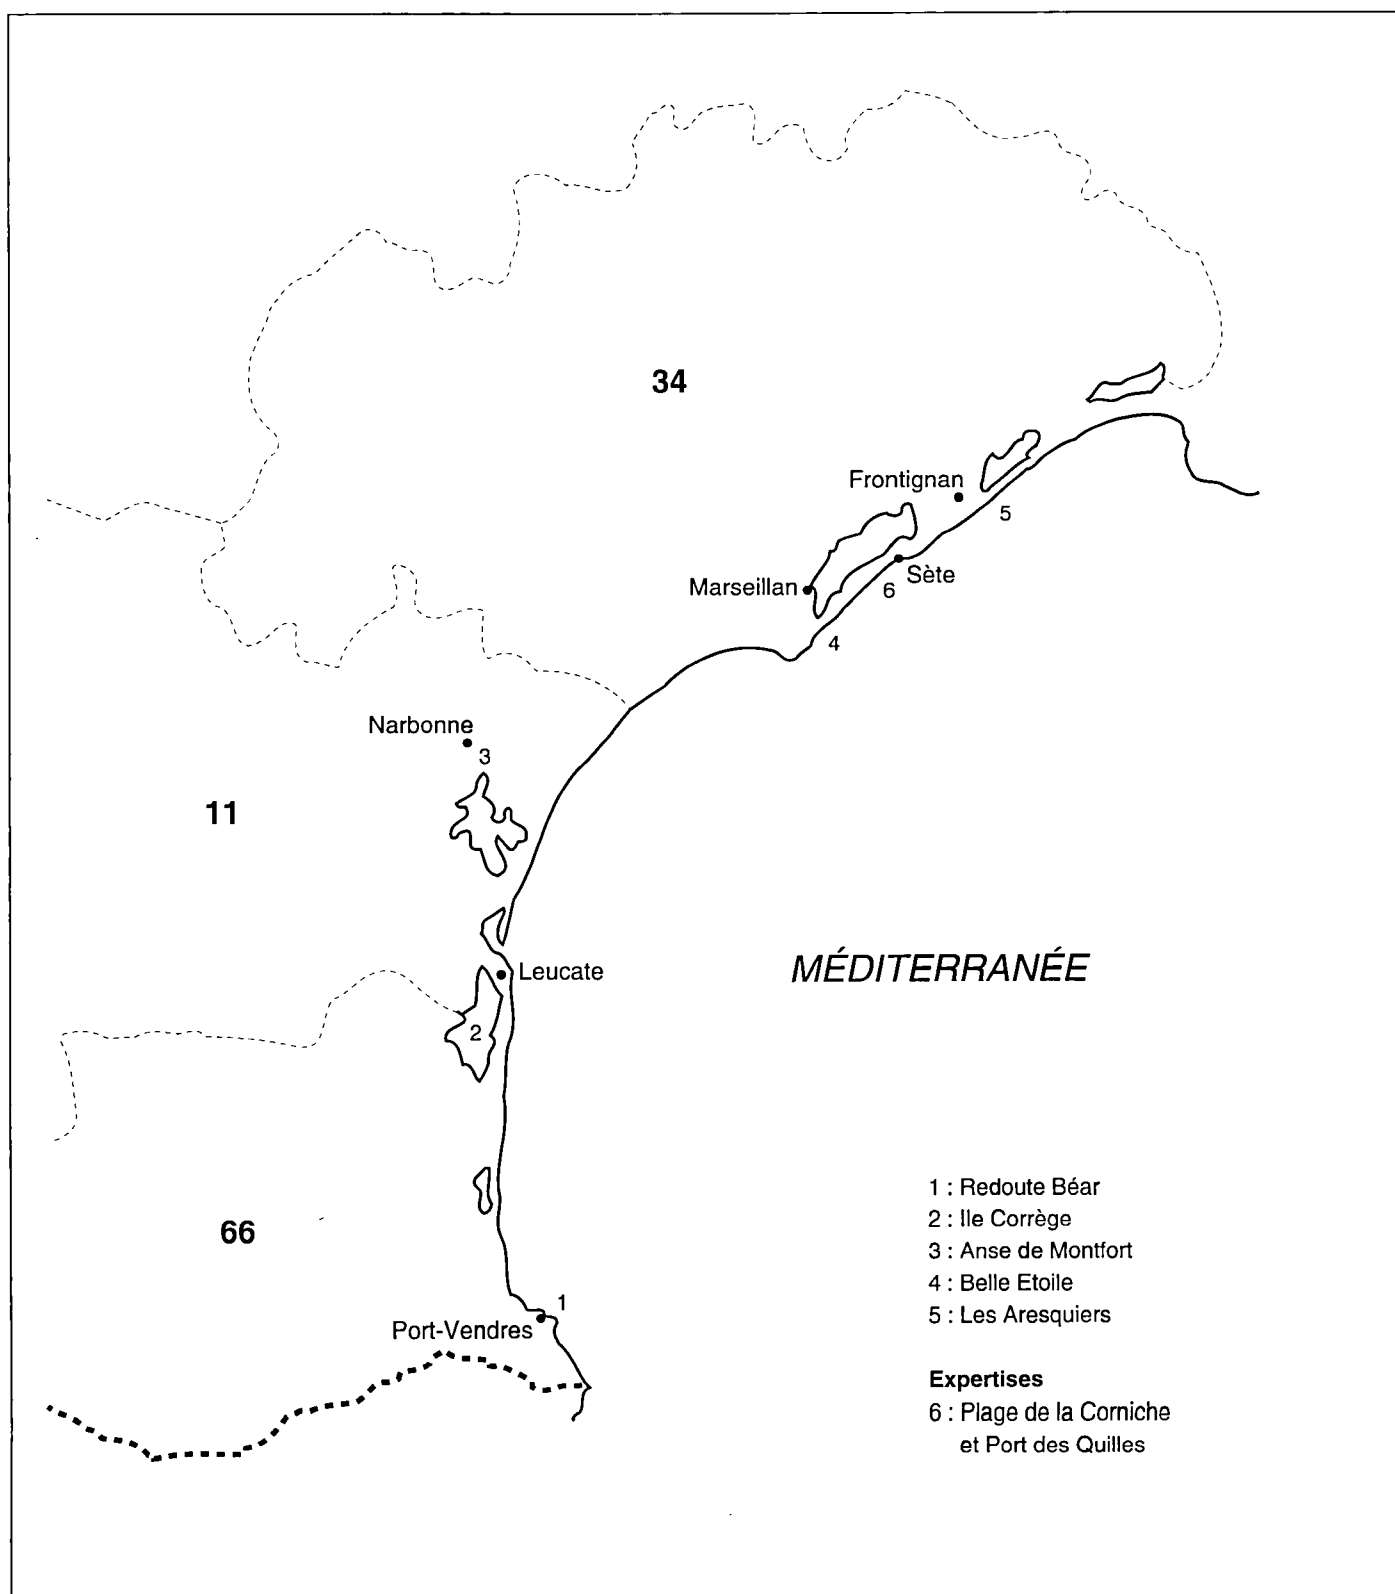 34
Frontignan
5
Sète
Marseillan
6
4
Narbonne
3
11
MÉDITERRANÉE
Leucate
2
66
1
Port-Vendres
1 : Redoute Béar
2 : Ile Corrège
3 : Anse de Montfort
4 : Belle Etoile
5 : Les Aresquiers
Expertises
6 : Plage de la Corniche
et Port des Quilles